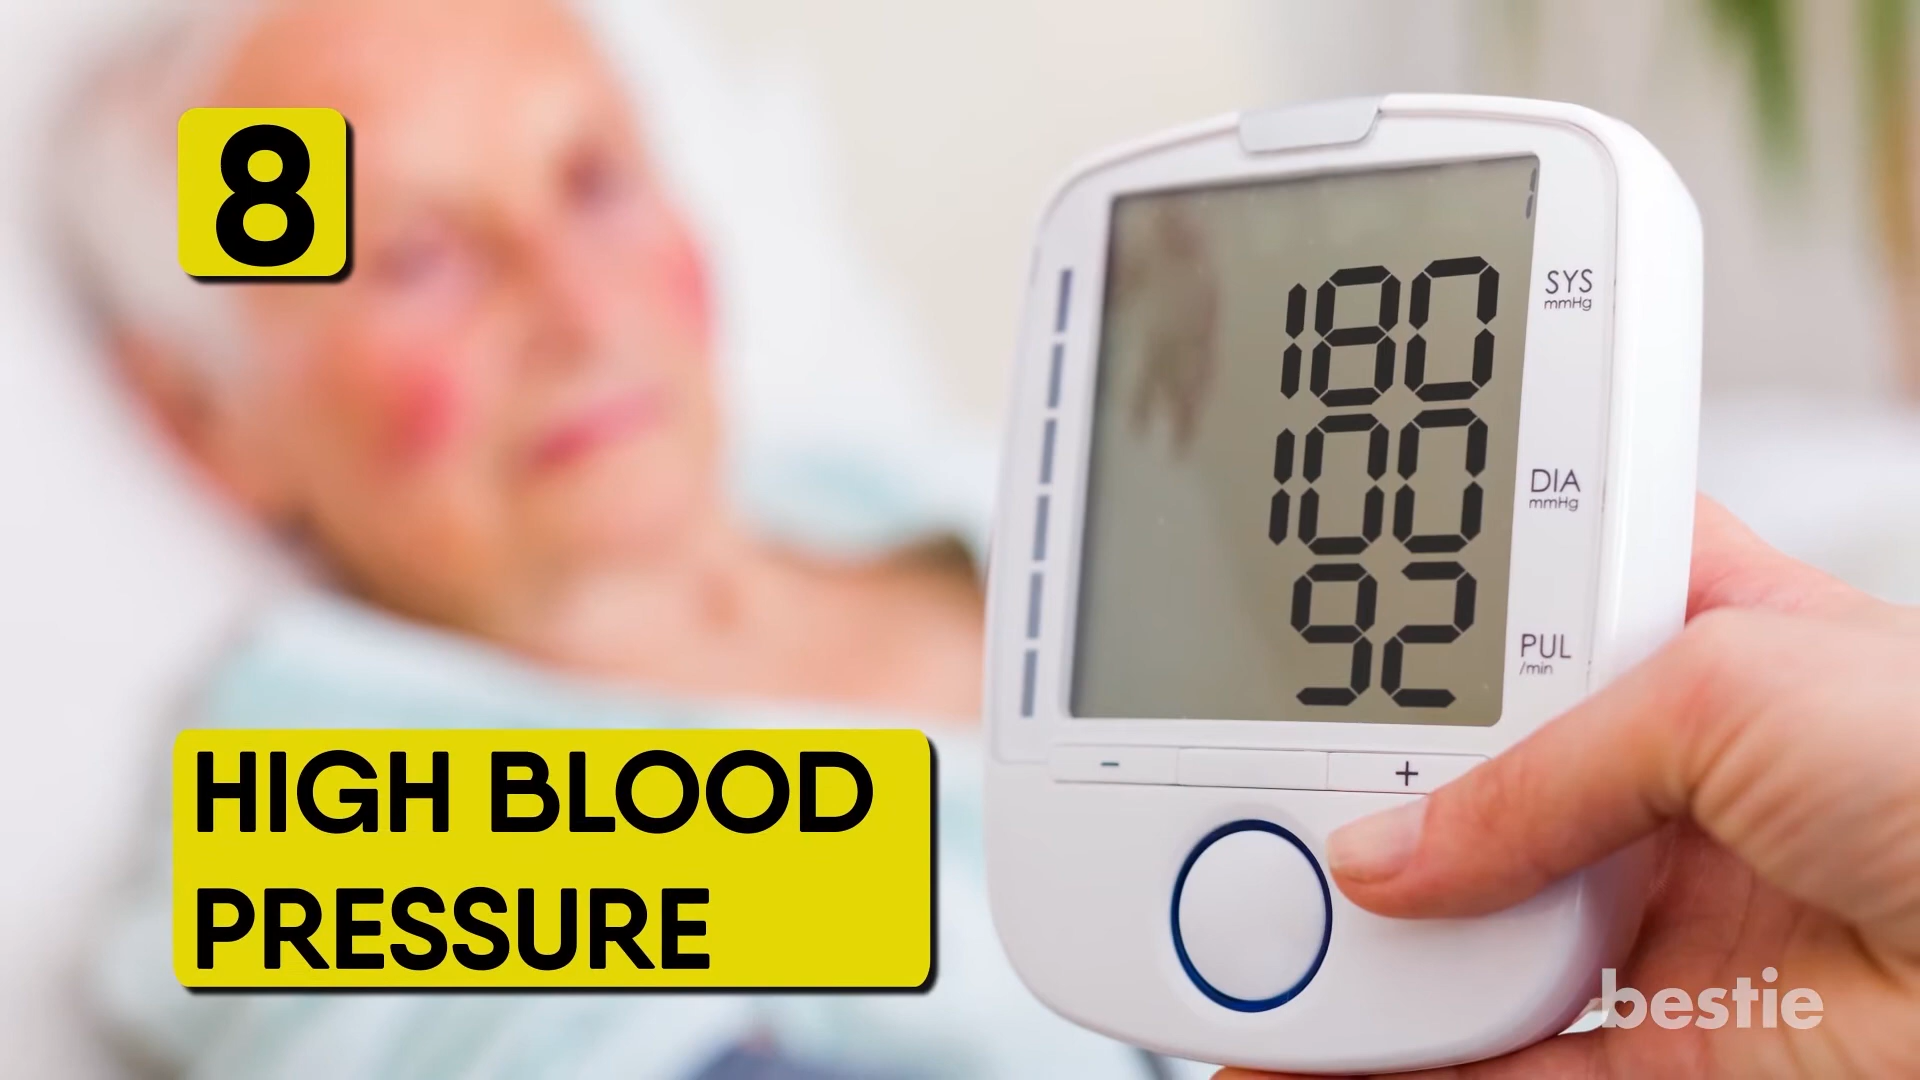 8
180
SYS
mmHg
100
DIA
mmHg
92
PUL
/min
- +
HIGH BLOOD
PRESSURE
bestie